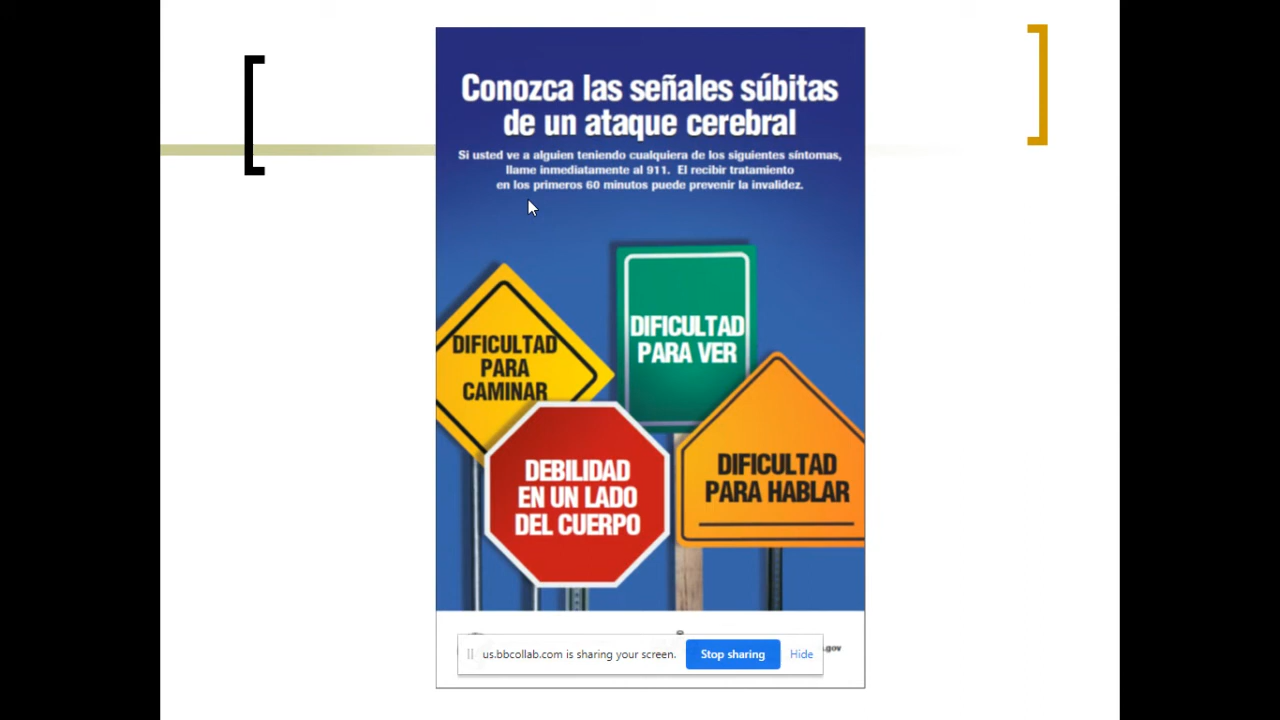 Conozca las señales súbitas
de un ataque cerebral
Si usted ve a alguien teniendo cualquiera de los siguientes síntomas,
llame inmediatamente al 911. El recibir tratamiento
en los primeros 60 minutos puede prevenir la invalidez.
DIFICULTAD
PARA VER
DIFICULTAD
PARA
CAMINAR
DEBILIDAD
EN UN LADO
DEL CUERPO
DIFICULTAD
PARA HABLAR
us.bbcollab.com is sharing your screen.
Stop sharing
Hide
.gov